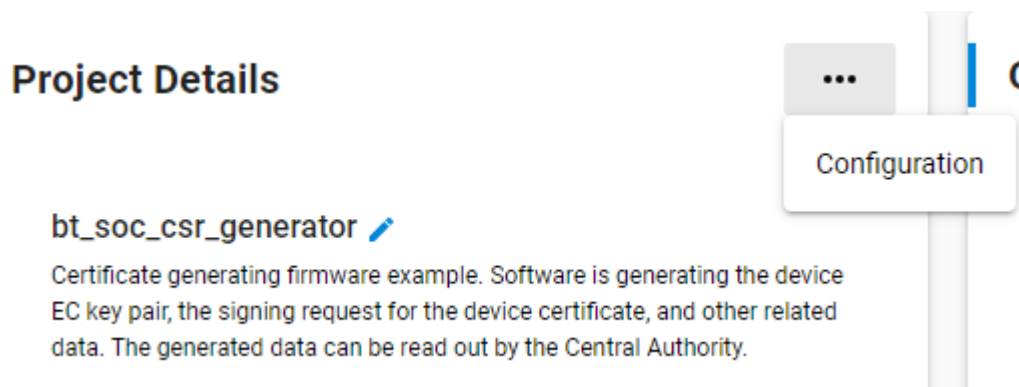 Project Details
•••
Configuration
bt_soc_csr_generator
Certificate generating firmware example. Software is generating the device
EC key pair, the signing request for the device certificate, and other related
data. The generated data can be read out by the Central Authority.